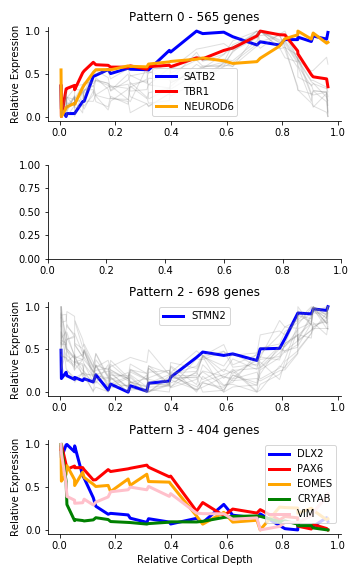 Pattern 0 - 565 genes
Relative Expression
1.0
0.5
0.0
SATB2
TBR1
NEUROD6
0.0 0.2 0.4 0.6 0.8 1.0
1.00
0.75
0.50
0.25
0.00
0.0 0.2 0.4 0.6 0.8 1.0
Pattern 2 - 698 genes
Relative Expression
1.0
0.5
0.0
STMN2
0.0 0.2 0.4 0.6 0.8 1.0
Pattern 3 - 404 genes
Relative Expression
1.0
0.5
0.0
DLX2
PAX6
EOMES
CRYAB
VIM
0.0 0.2 0.4 0.6 0.8 1.0
Relative Cortical Depth